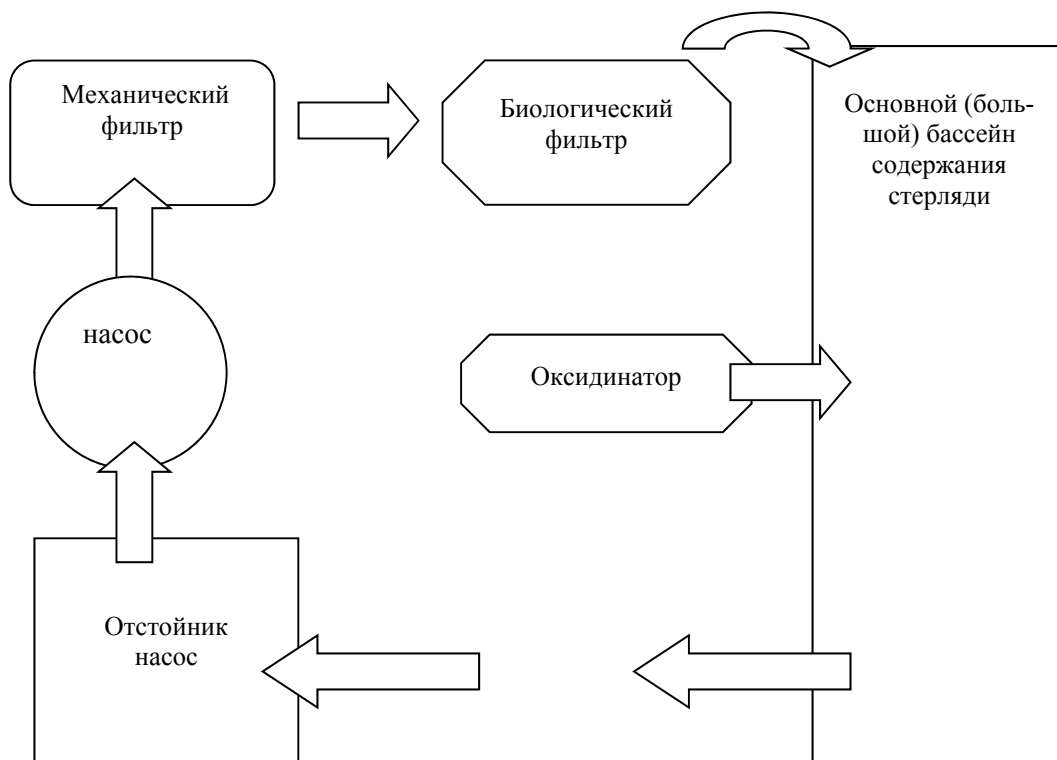 Механический
фильтр
Биологический
фильтр
Основной (боль-
шой) бассейн
содержания
стерляди
насос
Оксидинатор
Отстойник
насос